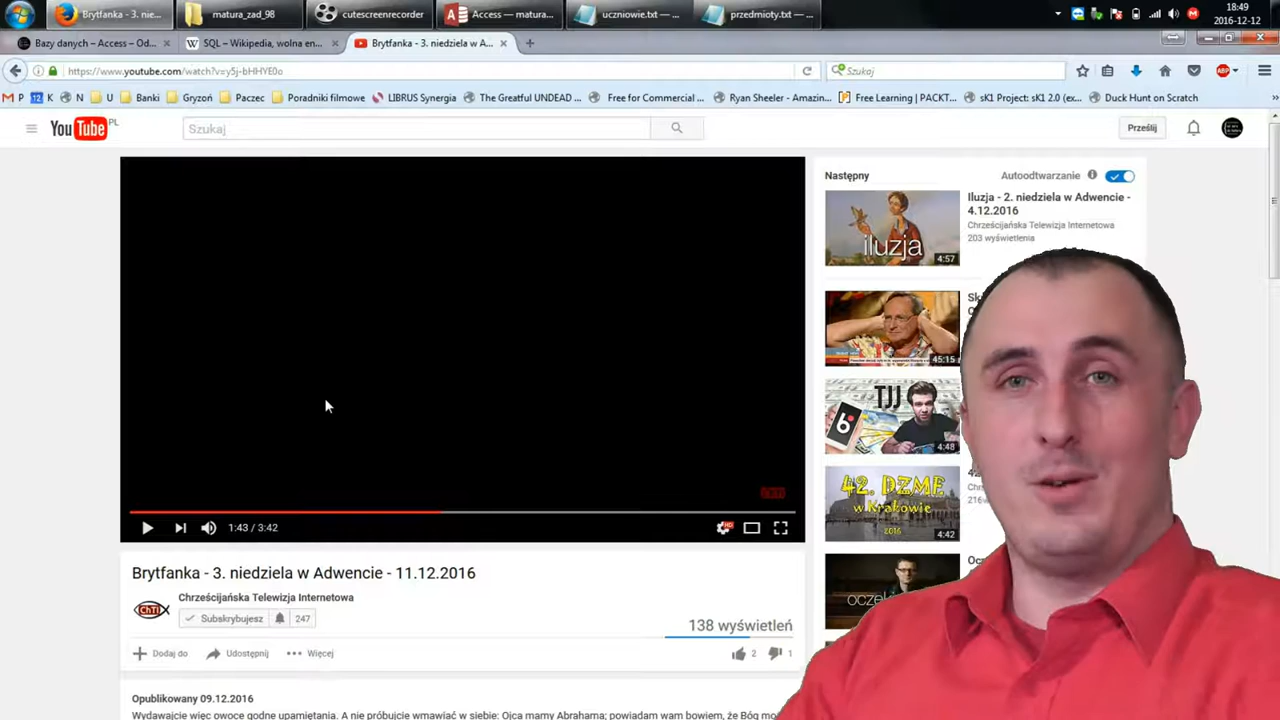 Brytfanka - 3. nie...
matura_zad_98
cutescreenrecorder
Access — matura...
uczniowie.txt — ...
przedmioty.txt — ...
18:49
2016-12-12
Bazy danych – Access – Od...
SQL – Wikipedia, wolna en...
Brytfanka - 3. niedziela w A...
https://www.youtube.com/watch?v=y5j-bHHYE0o
Szukaj
P
12 K
N
U
Banki
Gryzoń
Paczec
Poradniki filmowe
LIBRUS Synergia
The Greatful UNDEAD ...
Free for Commercial ...
Ryan Sheeler - Amazin...
Free Learning | PACKT...
sK1 Project: sK1 2.0 (ex...
Duck Hunt on Scratch
YouTube PL
Szukaj
Prześlij
Następny
Autoodtwarzanie
Iluzja - 2. niedziela w Adwencie -
4.12.2016
Chrześcijańska Telewizja Internetowa
203 wyświetlenia
iluzja
4:57
45:15
TJJ
4:48
42. DZMF
w Krakowie
2016
4:42
ChTi
1:43 / 3:42
HD
Brytfanka - 3. niedziela w Adwencie - 11.12.2016
ChTi
Chrześcijańska Telewizja Internetowa
Subskrybujesz
247
138 wyświetleń
Dodaj do
Udostępnij
Więcej
2
1
Opublikowany 09.12.2016
Wydawajcie więc owoce godne upamiętania. A nie próbujcie wmawiać w siebie: Ojca mamy Abrahama; powiadam wam bowiem, że Bóg